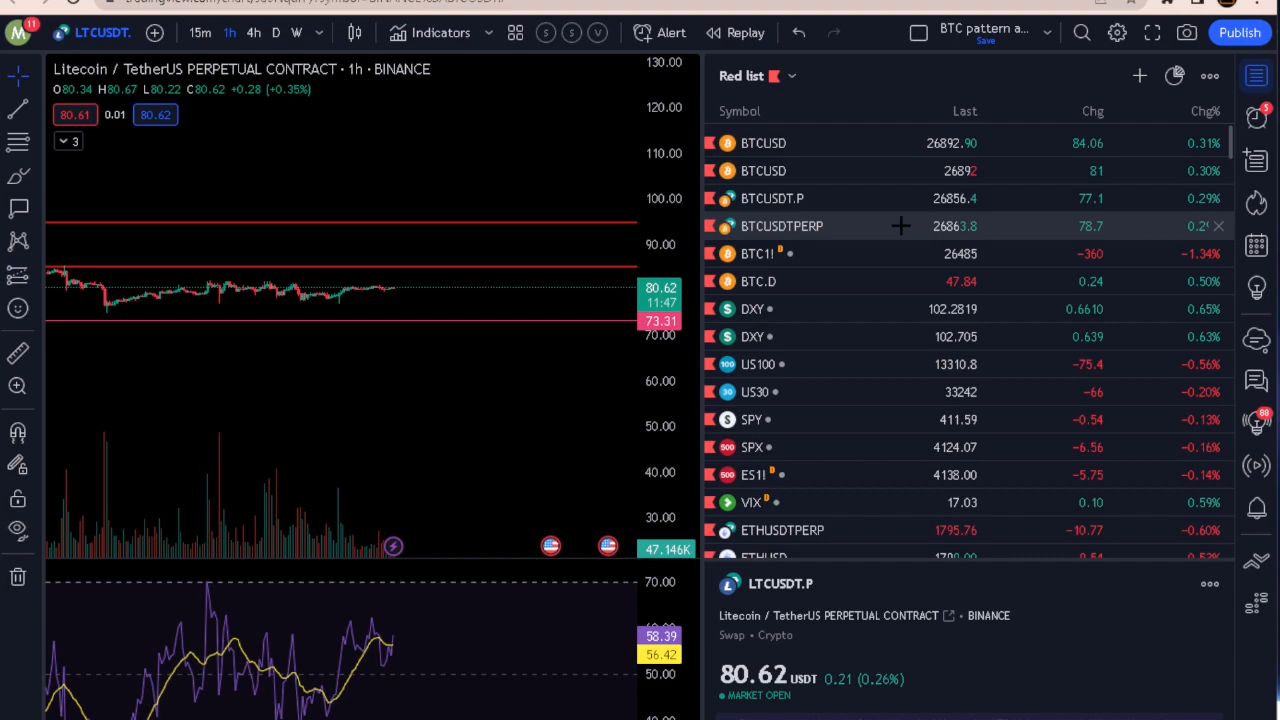 M 11 LTCUSDT. 15m 1h 4h D W Indicators S S V Alert Replay BTC pattern a... Save Publish
Litecoin / TetherUS PERPETUAL CONTRACT · 1h · BINANCE
O80.34 H80.67 L80.22 C80.62 +0.28 (+0.35%)
80.61 0.01 80.62
3
130.00
120.00
110.00
100.00
90.00
80.62
11:47
73.31
70.00
60.00
50.00
40.00
30.00
47.146K
70.00
58.39
56.42
50.00
Red list
Symbol Last Chg Chg%
BTCUSD 26892.90 84.06 0.31%
BTCUSD 26892 81 0.30%
BTCUSDT.P 26856.4 77.1 0.29%
BTCUSDTPERP 26863.8 78.7
BTC1! D 26485 −360 −1.34%
BTC.D 47.84 0.24 0.50%
DXY 102.2819 0.6610 0.65%
DXY 102.705 0.639 0.63%
100 US100 13310.8 −75.4 −0.56%
30 US30 33242 −66 −0.20%
SPY 411.59 −0.54 −0.13%
500 SPX 4124.07 −6.56 −0.16%
500 ES1! D 4138.00 −5.75 −0.14%
VIX D 17.03 0.10 0.59%
ETHUSDTPERP 1795.76 −10.77 −0.60%
LTCUSDT.P
Litecoin / TetherUS PERPETUAL CONTRACT • BINANCE
Swap • Crypto
80.62 USDT 0.21 (0.26%)
MARKET OPEN
5
88